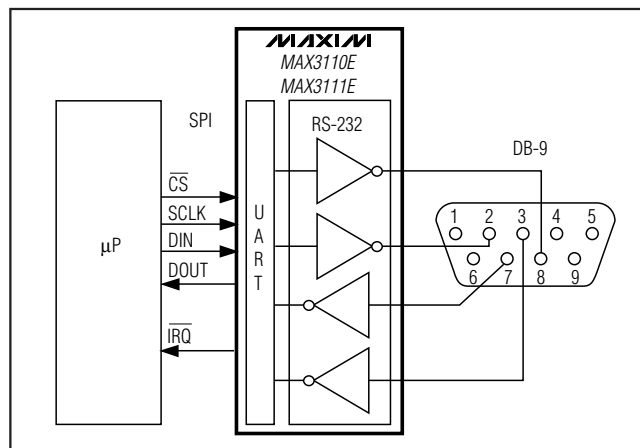 MAXIM
MAX3110E
MAX3111E
SPI
RS-232
DB-9
CS
SCLK
DIN
DOUT
IRQ
µP
UART
1 2 3 4 5
6 7 8 9